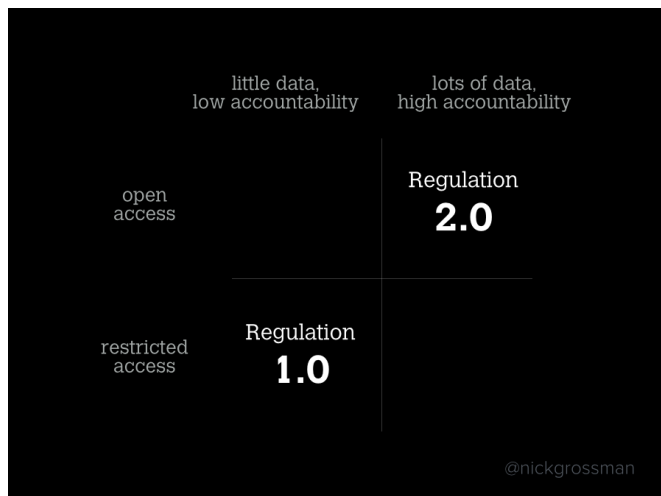 little data,
low accountability
lots of data,
high accountability
open
access
Regulation
2.0
restricted
access
Regulation
1.0
@nickgrossman